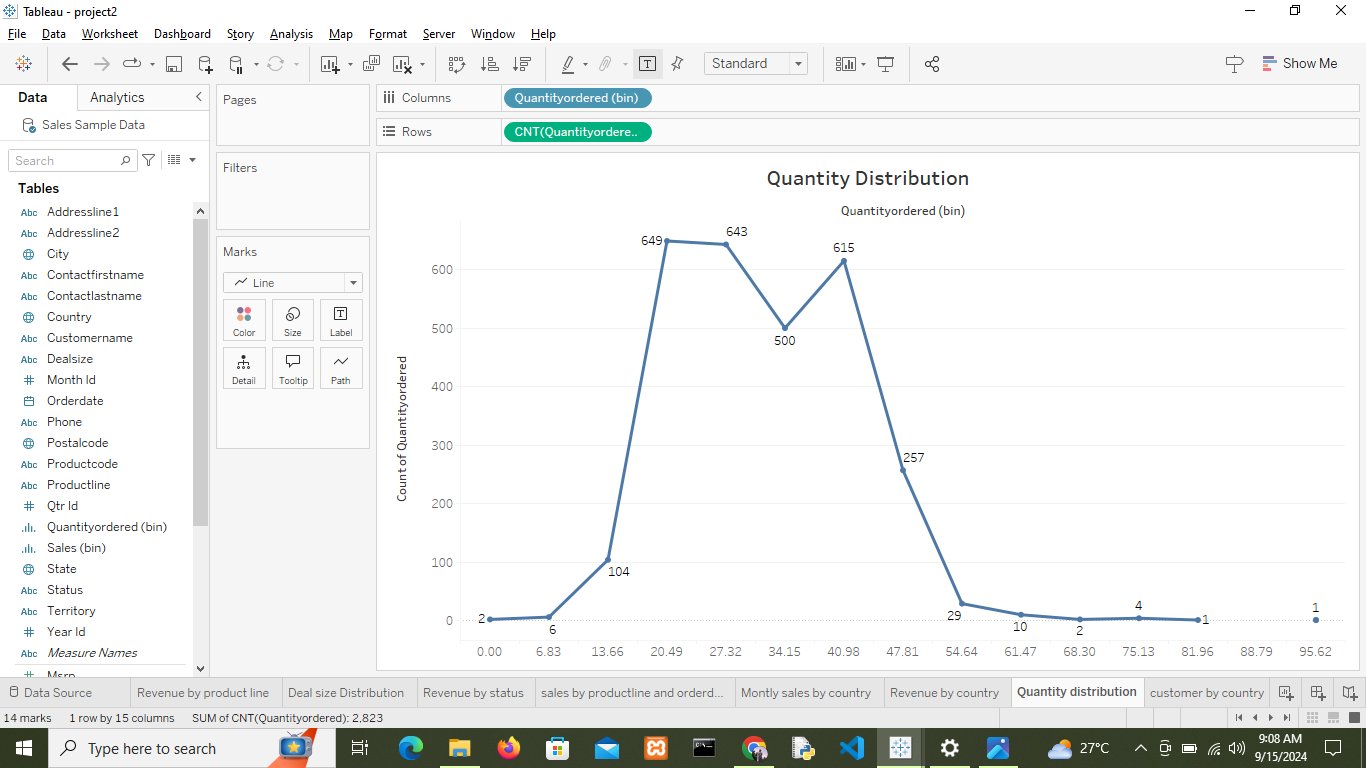 Tableau - project2
File Data Worksheet Dashboard Story Analysis Map Format Server Window Help
Standard
Show Me
Data Analytics
Sales Sample Data
Search
Tables
Abc Addressline1
Abc Addressline2
City
Abc Contactfirstname
Abc Contactlastname
Country
Abc Customername
Abc Dealsize
# Month Id
Orderdate
Abc Phone
Postalcode
Abc Productcode
Abc Productline
# Qtr Id
Quantityordered (bin)
Sales (bin)
State
Abc Status
Abc Territory
# Year Id
Abc Measure Names
# Msrp
Pages
Filters
Marks
Line
Color Size Label
Detail Tooltip Path
Columns Quantityordered (bin)
Rows CNT(Quantityordere..
Quantity Distribution
Quantityordered (bin)
Count of Quantityordered
600
500
400
300
200
100
0
2
6
104
649
643
500
615
257
29
10
2
4
1
1
0.00 6.83 13.66 20.49 27.32 34.15 40.98 47.81 54.64 61.47 68.30 75.13 81.96 88.79 95.62
Data Source Revenue by product line Deal size Distribution Revenue by status sales by productline and orderd... Montly sales by country Revenue by country Quantity distribution customer by country
14 marks 1 row by 15 columns SUM of CNT(Quantityordered): 2,823
Type here to search
27°C
9:08 AM
9/15/2024